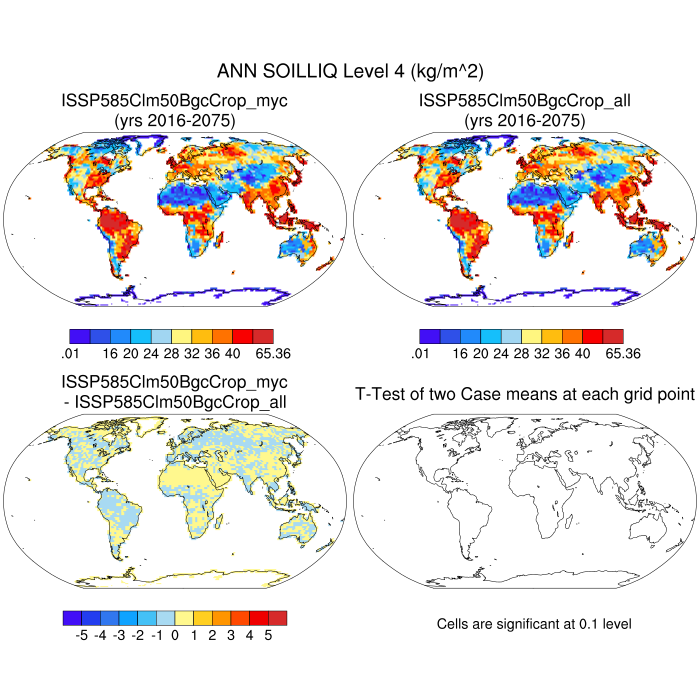 ANN SOILLIQ Level 4 (kg/m^2)
ISSP585Clm50BgcCrop_myc
(yrs 2016-2075)
ISSP585Clm50BgcCrop_all
(yrs 2016-2075)
.01 16 20 24 28 32 36 40 65.36
.01 16 20 24 28 32 36 40 65.36
ISSP585Clm50BgcCrop_myc
- ISSP585Clm50BgcCrop_all
T-Test of two Case means at each grid point
-5 -4 -3 -2 -1 0 1 2 3 4 5
Cells are significant at 0.1 level